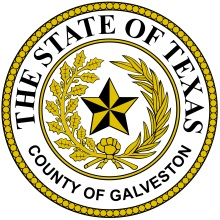 THE STATE OF TEXAS
COUNTY OF GALVESTON